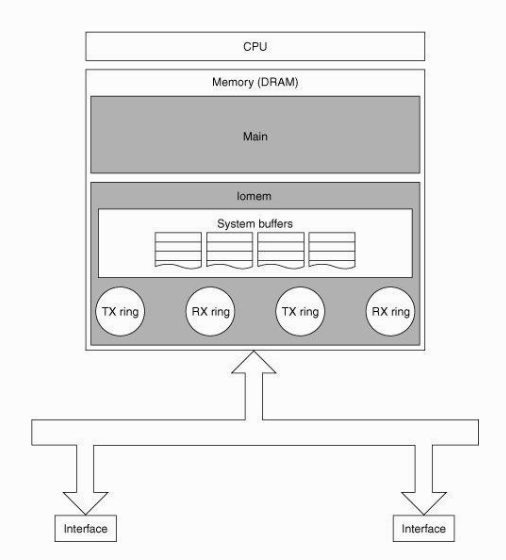 CPU
Memory (DRAM)
Main
Iomem
System buffers
TX ring
RX ring
TX ring
RX ring
Interface
Interface